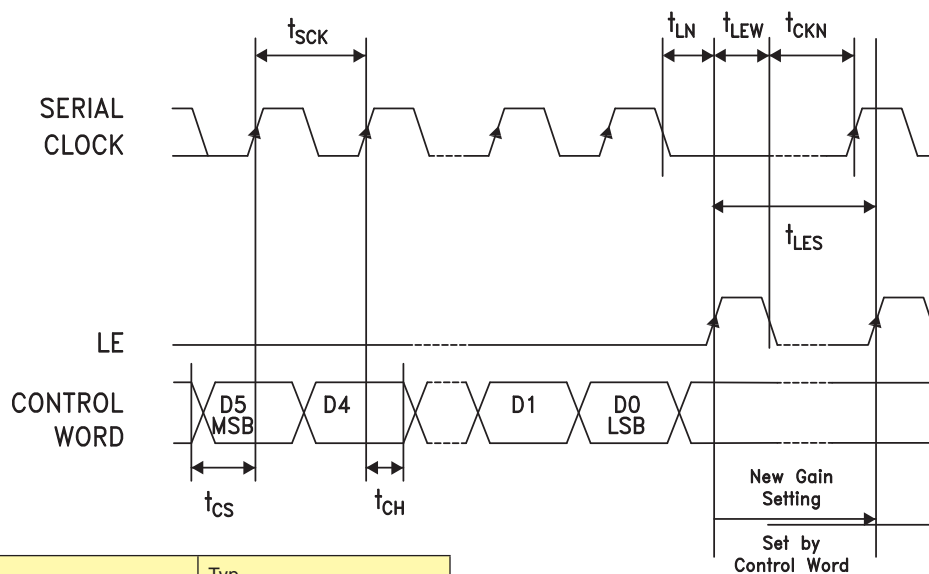 tSCK
tLN
tLEW
tCKN
SERIAL
CLOCK
tLES
LE
CONTROL
WORD
D5
MSB
D4
D1
D0
LSB
tCS
tCH
New Gain
Setting
Set by
Control Word
Typ